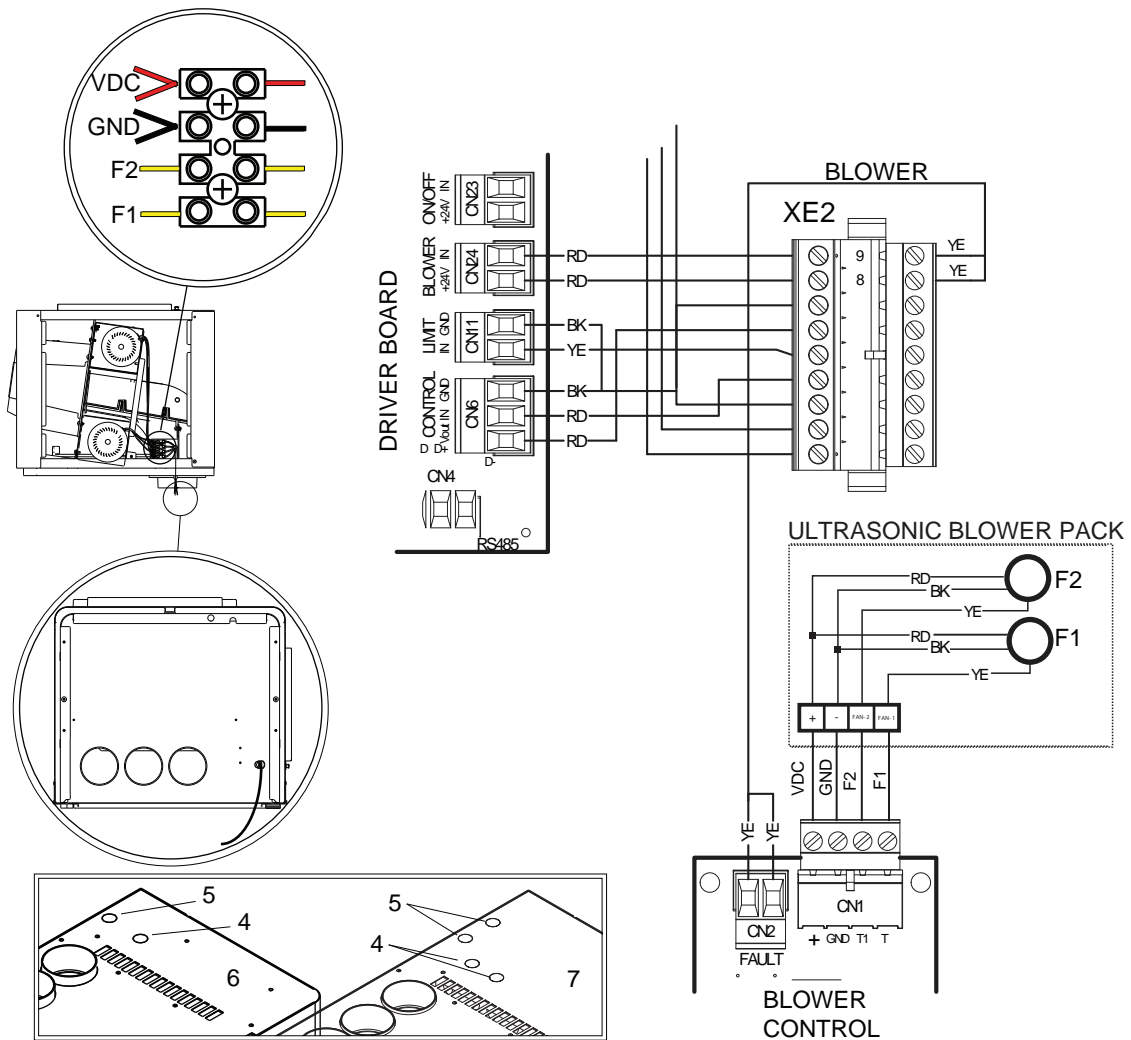 VDC
GND
F2
F1
DRIVER BOARD
ON/OFF
+24V IN
CN23
BLOWER
+24V IN
CN24
LIMIT
IN GND
CN11
CONTROL
D D+ Vout IN GND
CN6
D-
CN4
RS485
RD
RD
BK
YE
BK
RD
RD
BLOWER
XE2
9
8
YE
YE
ULTRASONIC BLOWER PACK
RD
BK
F2
YE
RD
BK
F1
YE
+ - FAN-2 FAN-1
VDC
GND
F2
F1
YE
YE
CN2
FAULT
CN1
+ GND T1 T
BLOWER
CONTROL
5
4
6
5
4
7